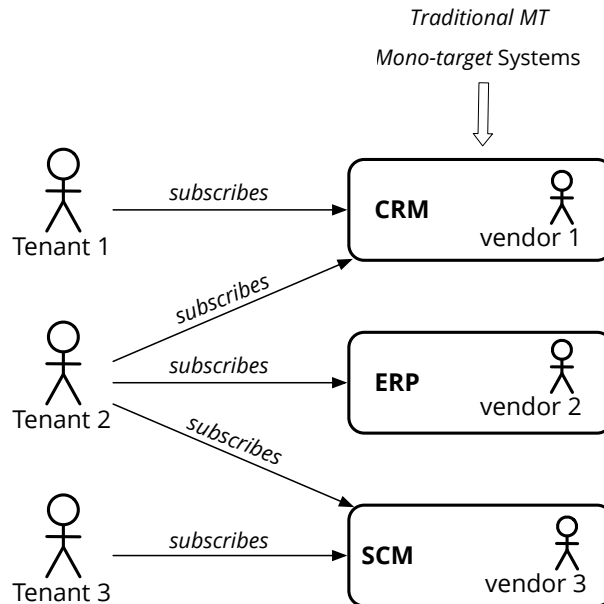 Traditional MT
Mono-target Systems
subscribes
CRM
vendor 1
Tenant 1
subscribes
subscribes
ERP
vendor 2
Tenant 2
subscribes
subscribes
SCM
vendor 3
Tenant 3